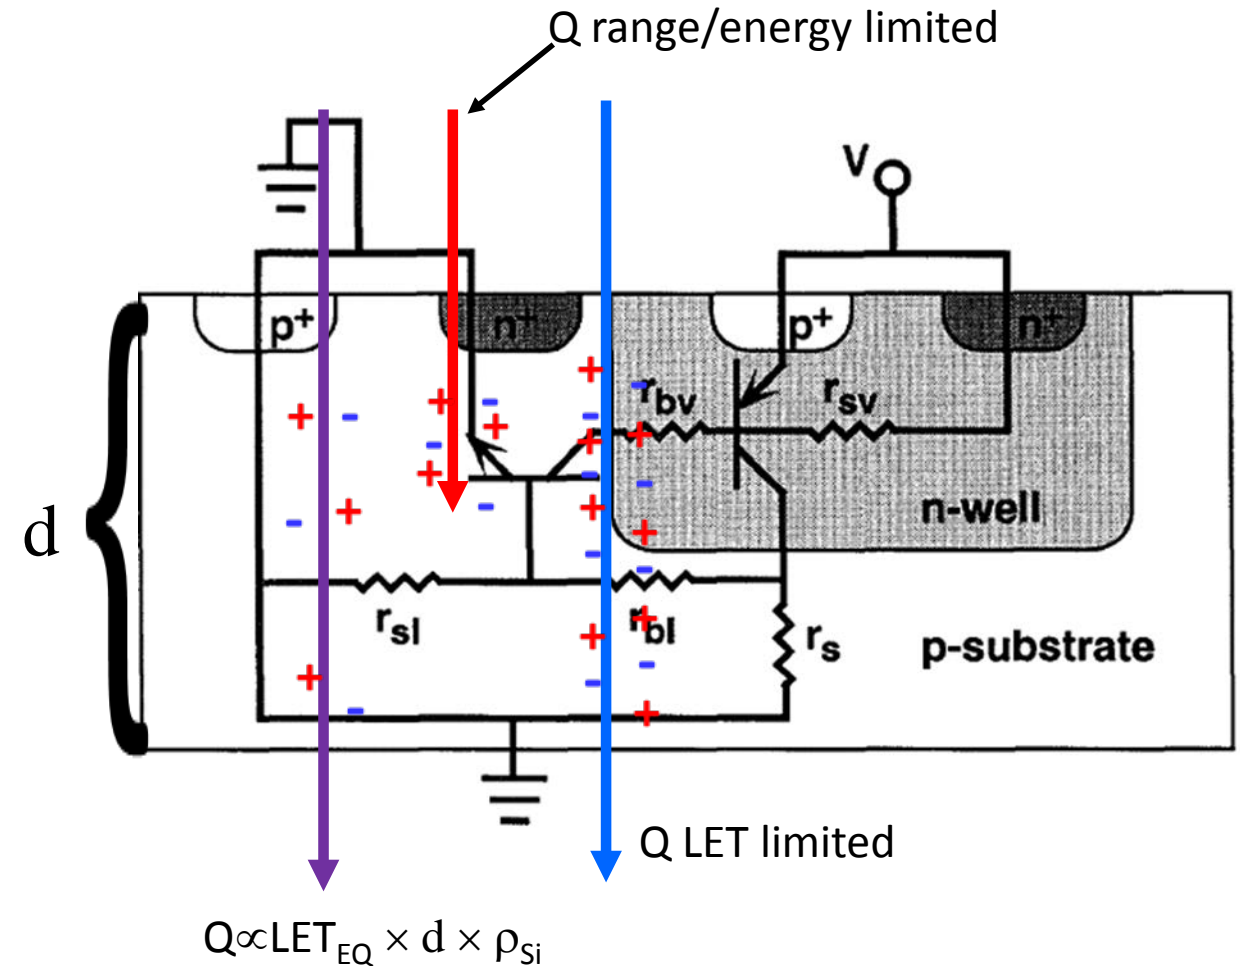 Q range/energy limited
V
p+
n+
p+
n+
rbv
rsv
n-well
d
rsl
rbl
rs
p-substrate
+
-
Q LET limited
Q∝LETEQ × d × ρSi